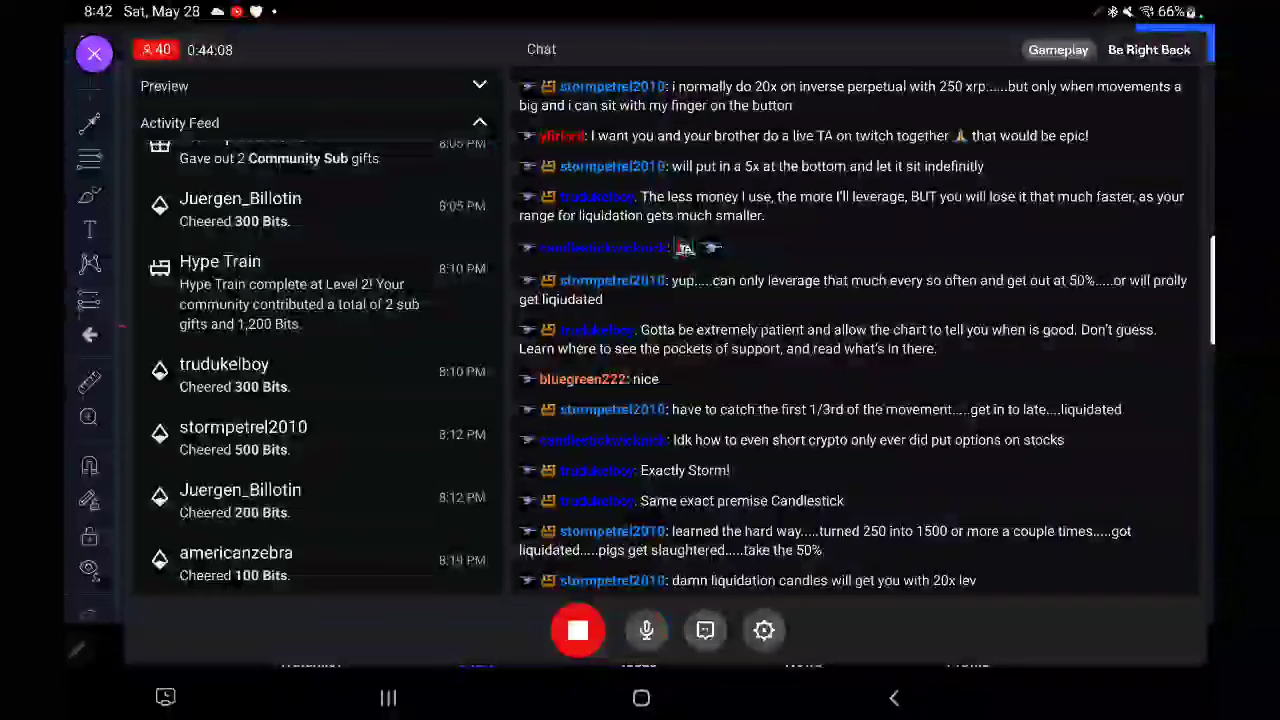 8:42 Sat, May 28
66%
40 0:44:08
Chat
Gameplay
Be Right Back
Preview
Activity Feed
8:05 PM
Gave out 2 Community Sub gifts
Juergen_Billotin
Cheered 300 Bits.
8:05 PM
Hype Train
Hype Train complete at Level 2! Your
community contributed a total of 2 sub
gifts and 1,200 Bits.
8:10 PM
trudukelboy
Cheered 300 Bits.
8:10 PM
stormpetrel2010
Cheered 500 Bits.
8:12 PM
Juergen_Billotin
Cheered 200 Bits.
8:12 PM
americanzebra
Cheered 100 Bits.
8:19 PM
stormpetrel2010: i normally do 20x on inverse perpetual with 250 xrp......but only when movements a
big and i can sit with my finger on the button
: I want you and your brother do a live TA on twitch together 🙏 that would be epic!
stormpetrel2010: will put in a 5x at the bottom and let it sit indefinitly
trudukelboy: The less money I use, the more I'll leverage, BUT you will lose it that much faster, as your
range for liquidation gets much smaller.
candlestickwicknick:
stormpetrel2010: yup.....can only leverage that much every so often and get out at 50%.....or will prolly
get liqiudated
trudukelboy: Gotta be extremely patient and allow the chart to tell you when is good. Don't guess.
Learn where to see the pockets of support, and read what's in there.
bluegreen222: nice
stormpetrel2010: have to catch the first 1/3rd of the movement....get in to late....liquidated
candlestickwicknick: Idk how to even short crypto only ever did put options on stocks
trudukelboy: Exactly Storm!
trudukelboy: Same exact premise Candlestick
stormpetrel2010: learned the hard way.....turned 250 into 1500 or more a couple times.....got
liquidated.....pigs get slaughtered.....take the 50%
stormpetrel2010: damn liquidation candles will get you with 20x lev